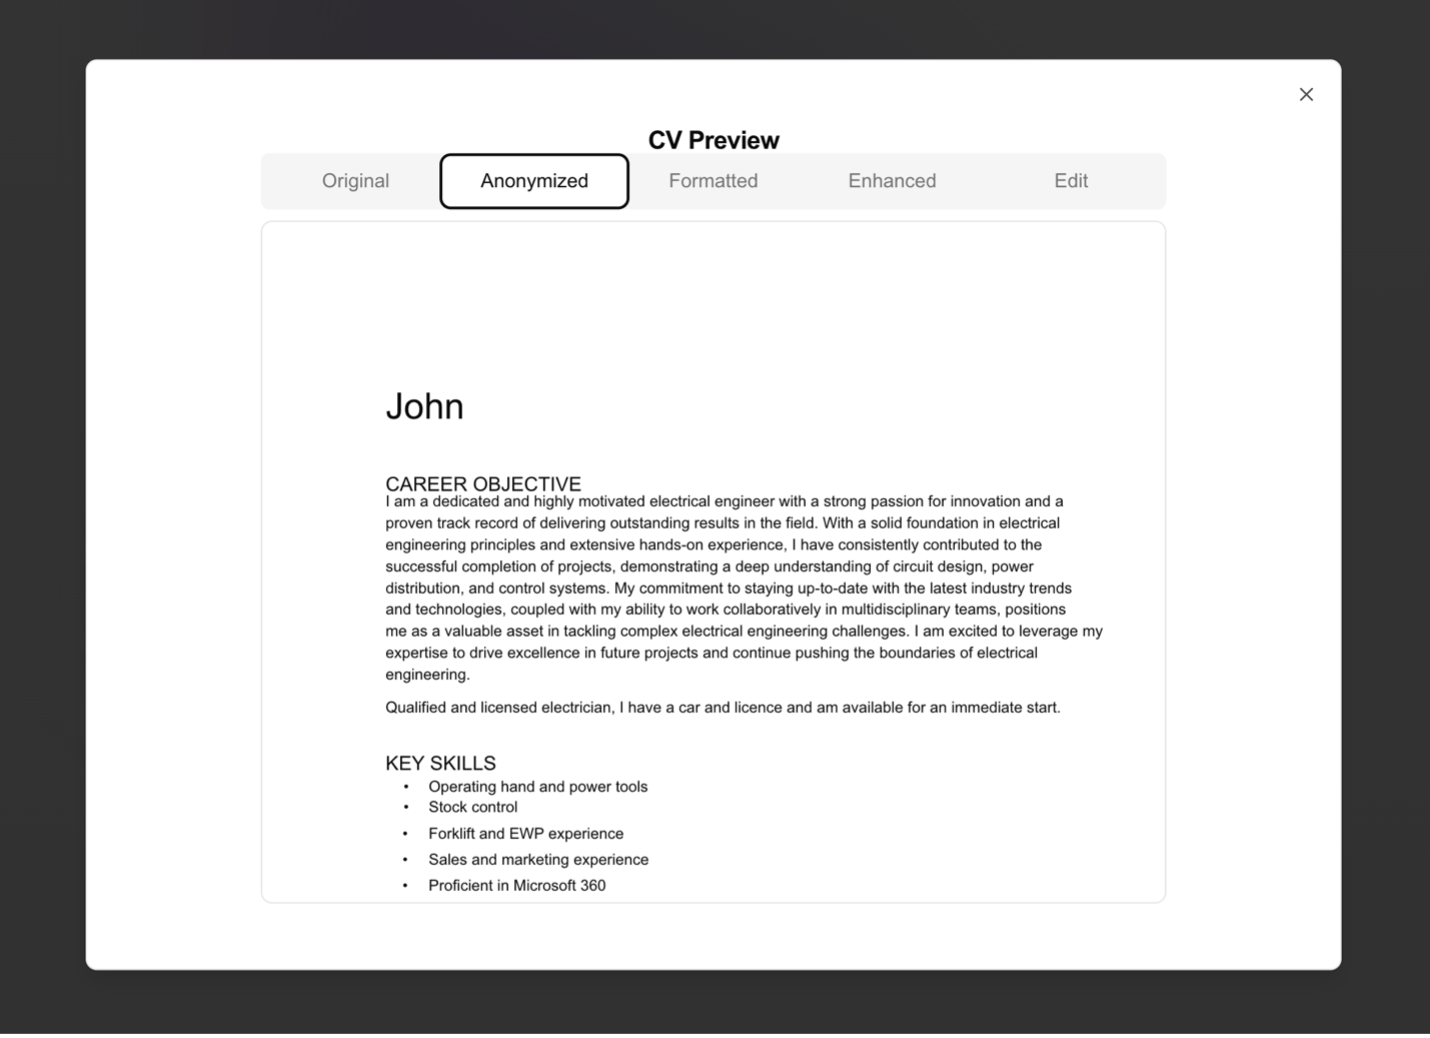 CV Preview
Original
Anonymized
Formatted
Enhanced
Edit
John
CAREER OBJECTIVE
I am a dedicated and highly motivated electrical engineer with a strong passion for innovation and a
proven track record of delivering outstanding results in the field. With a solid foundation in electrical
engineering principles and extensive hands-on experience, I have consistently contributed to the
successful completion of projects, demonstrating a deep understanding of circuit design, power
distribution, and control systems. My commitment to staying up-to-date with the latest industry trends
and technologies, coupled with my ability to work collaboratively in multidisciplinary teams, positions
me as a valuable asset in tackling complex electrical engineering challenges. I am excited to leverage my
expertise to drive excellence in future projects and continue pushing the boundaries of electrical
engineering.
Qualified and licensed electrician, I have a car and licence and am available for an immediate start.
KEY SKILLS
• Operating hand and power tools
• Stock control
• Forklift and EWP experience
• Sales and marketing experience
• Proficient in Microsoft 360